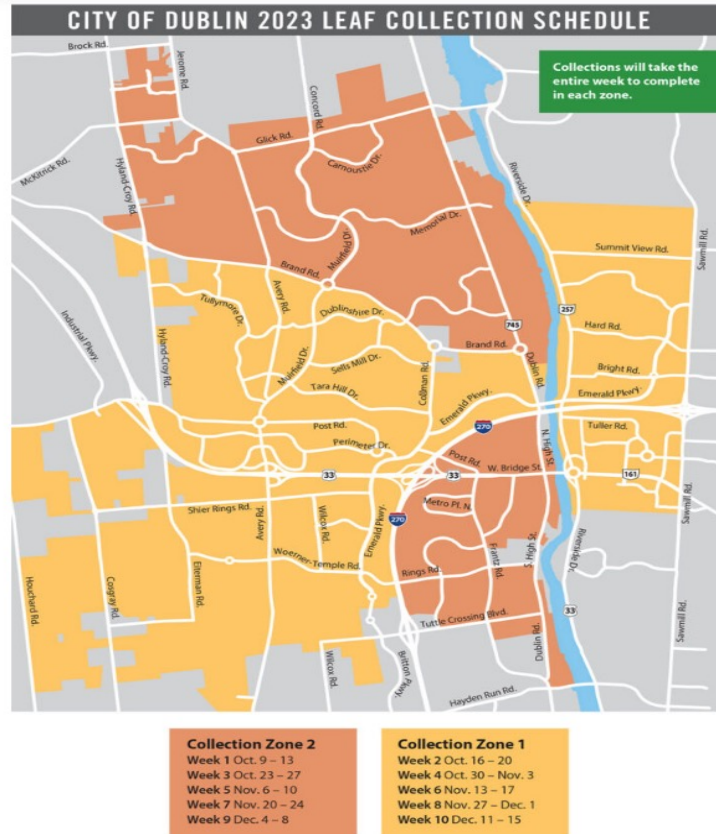 CITY OF DUBLIN 2023 LEAF COLLECTION SCHEDULE
Collections will take the
entire week to complete
in each zone.
Brock Rd.
Jerome Rd.
Concord Rd.
Glick Rd.
Carnoustie Dr.
McKitrick Rd.
Hyland-Croy Rd.
Riverside Dr.
Memorial Dr.
Muirfield Dr.
Summit View Rd.
Sawmill Rd.
Brand Rd.
Avery Rd.
Tullymore Dr.
Dublinshire Dr.
257
Industrial Pkwy.
Hyland-Croy Rd.
745
Hard Rd.
Muirfield Dr.
Sells Mill Dr.
Brand Rd.
Dublin Rd.
Coffman Rd.
Bright Rd.
Tara Hill Dr.
Emerald Pkwy.
Emerald Pkwy.
Post Rd.
270
N. High St.
Tuller Rd.
Perimeter Dr.
Post Rd.
33
33
W. Bridge St.
161
Shier Rings Rd.
Wilcox Rd.
Emerald Pkwy.
270
Metro Pl. N.
Sawmill Rd.
Avery Rd.
Frantz Rd.
S. High St.
Riverside Dr.
Woerner-Temple Rd.
Rings Rd.
Eiterman Rd.
Houchard Rd.
Cosgray Rd.
33
Tuttle Crossing Blvd.
Sawmill Rd.
Wilcox Rd.
Britton Pkwy.
Dublin Rd.
Hayden Run Rd.
Collection Zone 2
Week 1 Oct. 9 – 13
Week 3 Oct. 23 – 27
Week 5 Nov. 6 – 10
Week 7 Nov. 20 – 24
Week 9 Dec. 4 – 8
Collection Zone 1
Week 2 Oct. 16 – 20
Week 4 Oct. 30 – Nov. 3
Week 6 Nov. 13 – 17
Week 8 Nov. 27 – Dec. 1
Week 10 Dec. 11 – 15